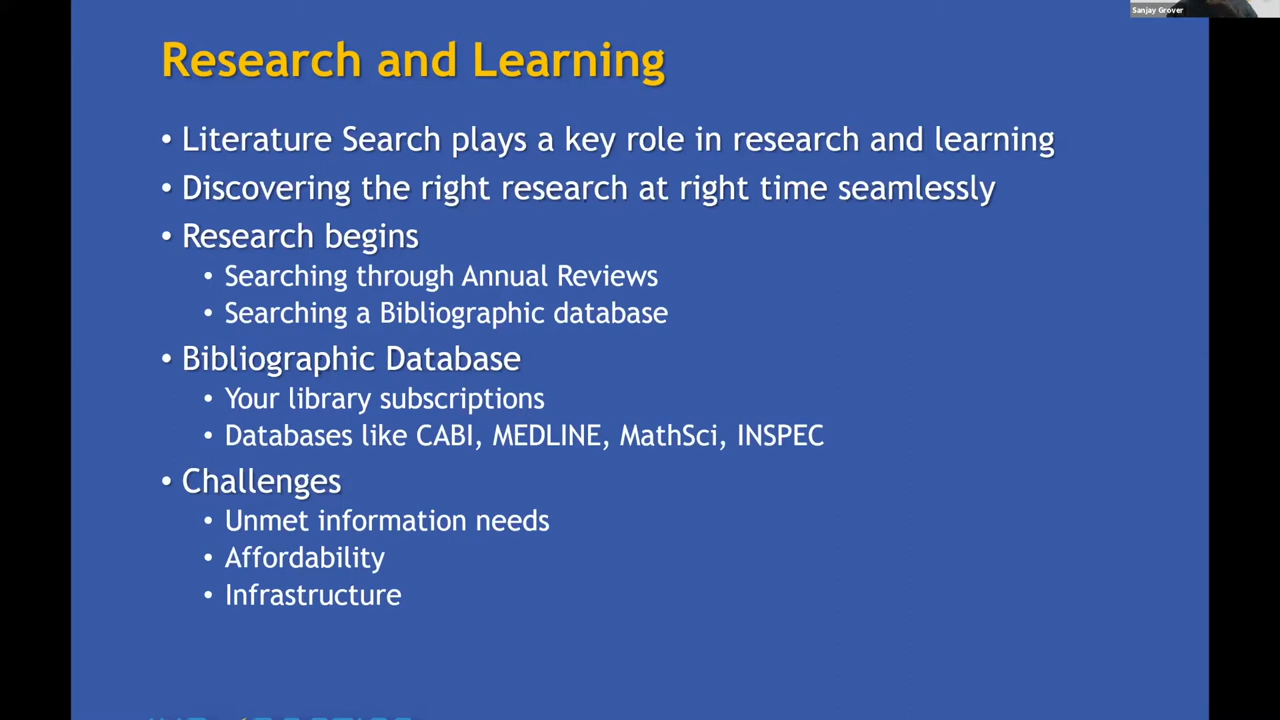 Sanjay Grover
Research and Learning
• Literature Search plays a key role in research and learning
• Discovering the right research at right time seamlessly
• Research begins
• Searching through Annual Reviews
• Searching a Bibliographic database
• Bibliographic Database
• Your library subscriptions
• Databases like CABI, MEDLINE, MathSci, INSPEC
• Challenges
• Unmet information needs
• Affordability
• Infrastructure